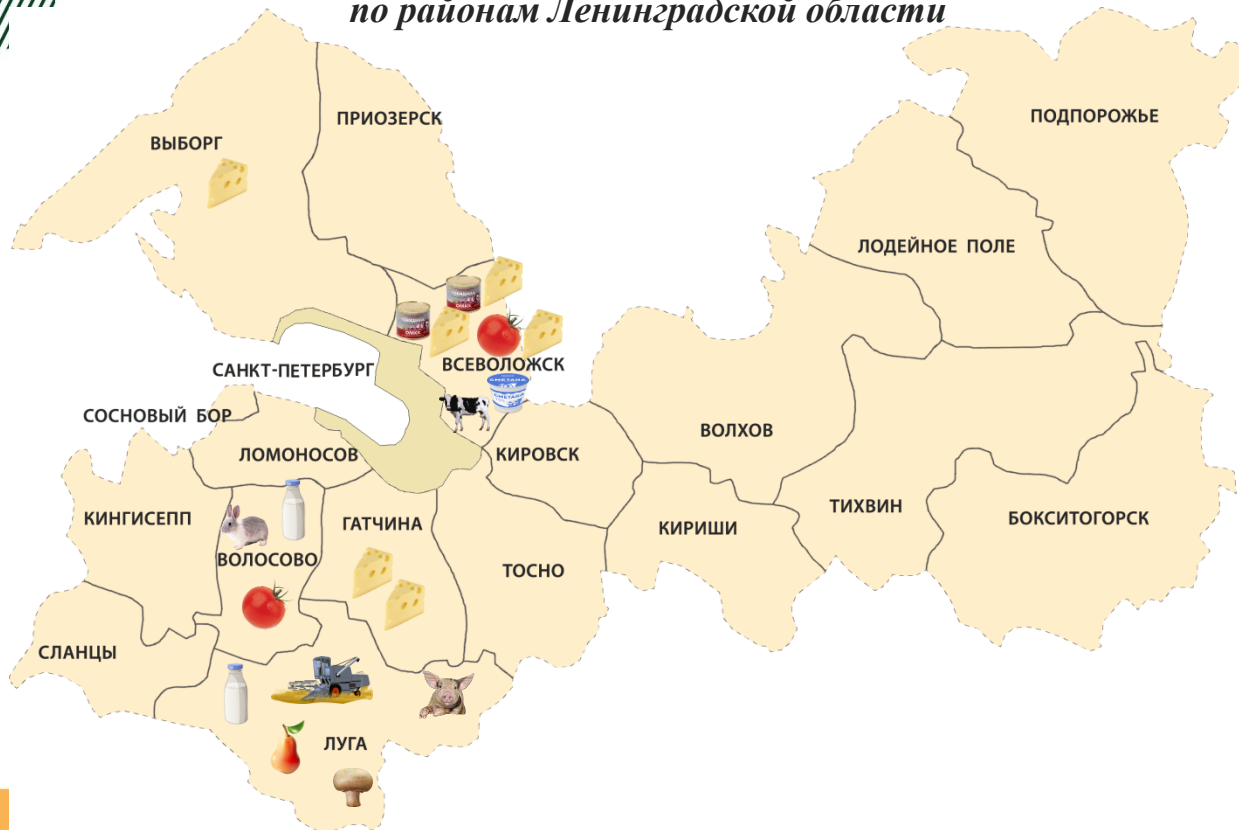 по районам Ленинградской области
ПОДПОРОЖЬЕ
ПРИОЗЕРСК
ВЫБОРГ
ЛОДЕЙНОЕ ПОЛЕ
ВСЕВОЛОЖСК
САНКТ-ПЕТЕРБУРГ
СМЕТАНА
СОСНОВЫЙ БОР
ВОЛХОВ
ЛОМОНОСОВ
КИРОВСК
ТИХВИН
КИНГИСЕПП
ГАТЧИНА
КИРИШИ
БОКСИТОГОРСК
ВОЛОСОВО
ТОСНО
СЛАНЦЫ
ЛУГА